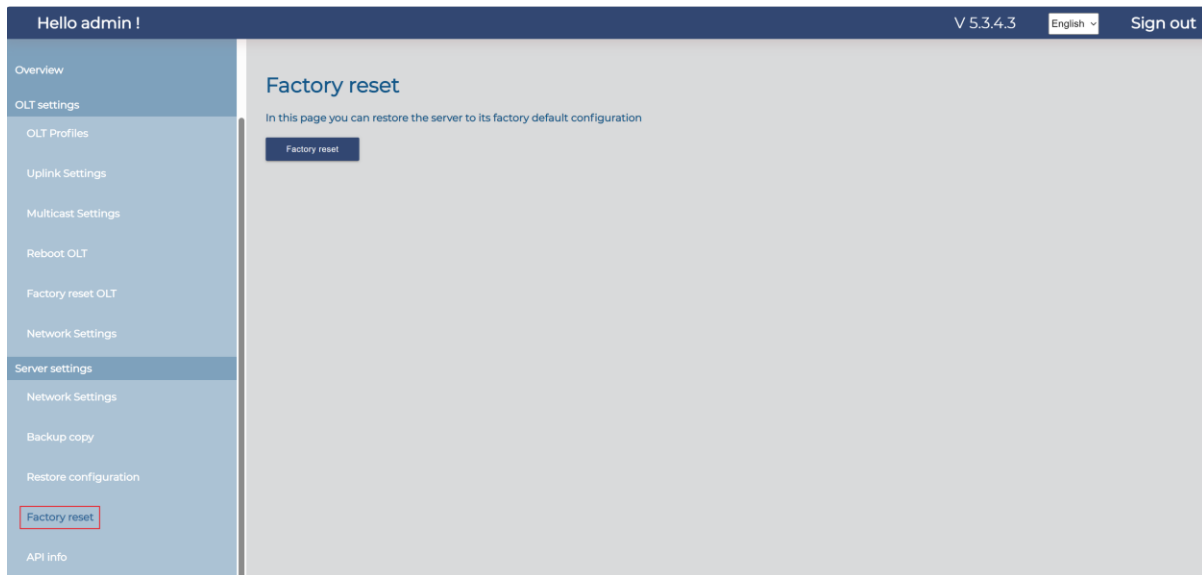 Hello admin !
V 5.3.4.3
English
Sign out
Overview
OLT settings
OLT Profiles
Uplink Settings
Multicast Settings
Reboot OLT
Factory reset OLT
Network Settings
Server settings
Network Settings
Backup copy
Restore configuration
Factory reset
API info
Factory reset
In this page you can restore the server to its factory default configuration
Factory reset